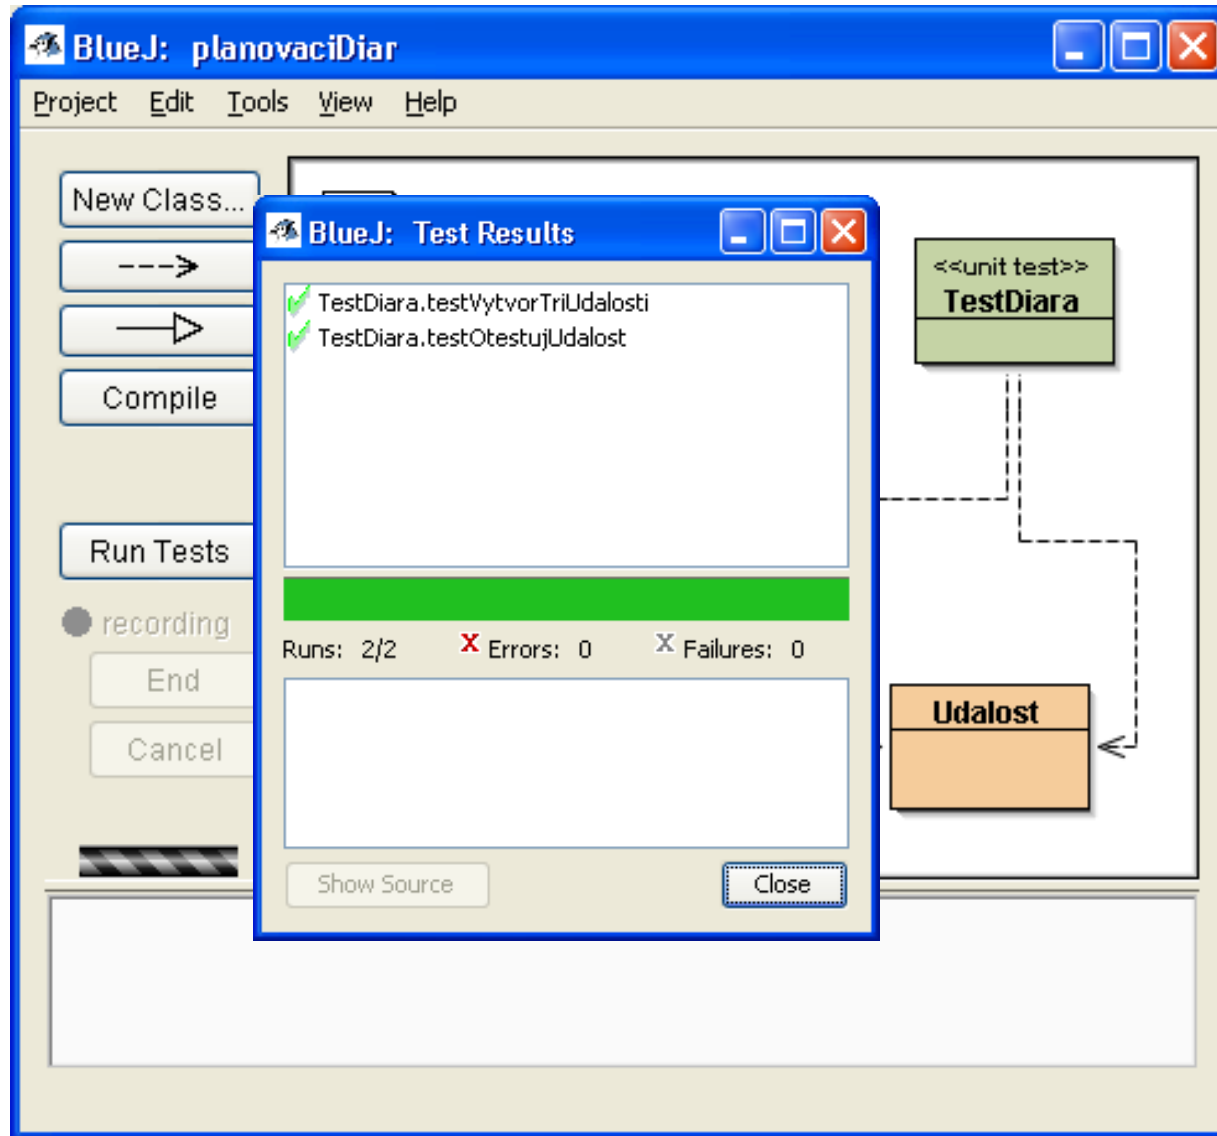 BlueJ: planovaciDiar
Project Edit Tools View Help
New Class...
Compile
Run Tests
recording
End
Cancel
BlueJ: Test Results
TestDiara.testVytvorTriUdalosti
TestDiara.testOtestujUdalost
Runs: 2/2 X Errors: 0 X Failures: 0
Show Source
Close
<<unit test>>
TestDiara
Udalost